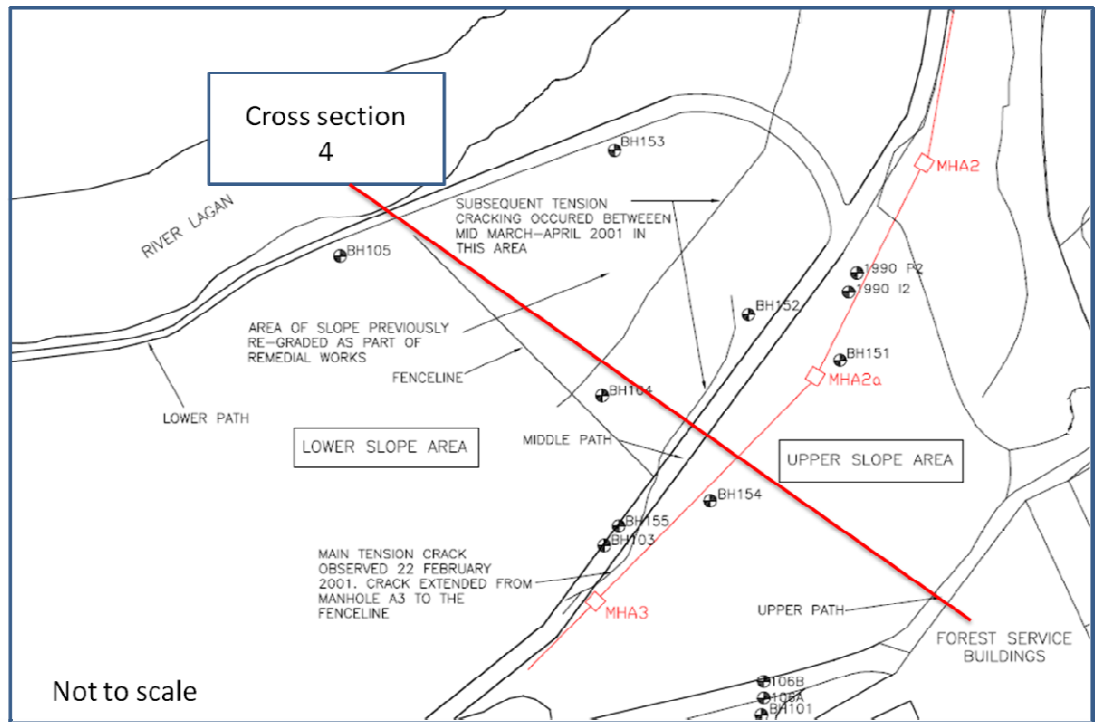 Cross section
4
BH153
MHA2
RIVER LAGAN
SUBSEQUENT TENSION
CRACKING OCCURED BETWEEEN
MID MARCH-APRIL 2001 IN
THIS AREA
BH105
1990 P2
1990 I2
BH152
AREA OF SLOPE PREVIOUSLY
RE-GRADED AS PART OF
REMEDIAL WORKS
BH151
MHA2a
FENCELINE
BH104
LOWER PATH
LOWER SLOPE AREA
MIDDLE PATH
UPPER SLOPE AREA
BH154
BH155
BH103
MAIN TENSION CRACK
OBSERVED 22 FEBRUARY
2001. CRACK EXTENDED FROM
MANHOLE A3 TO THE
FENCELINE
MHA3
UPPER PATH
FOREST SERVICE
BUILDINGS
Not to scale
106B
106A
BH101